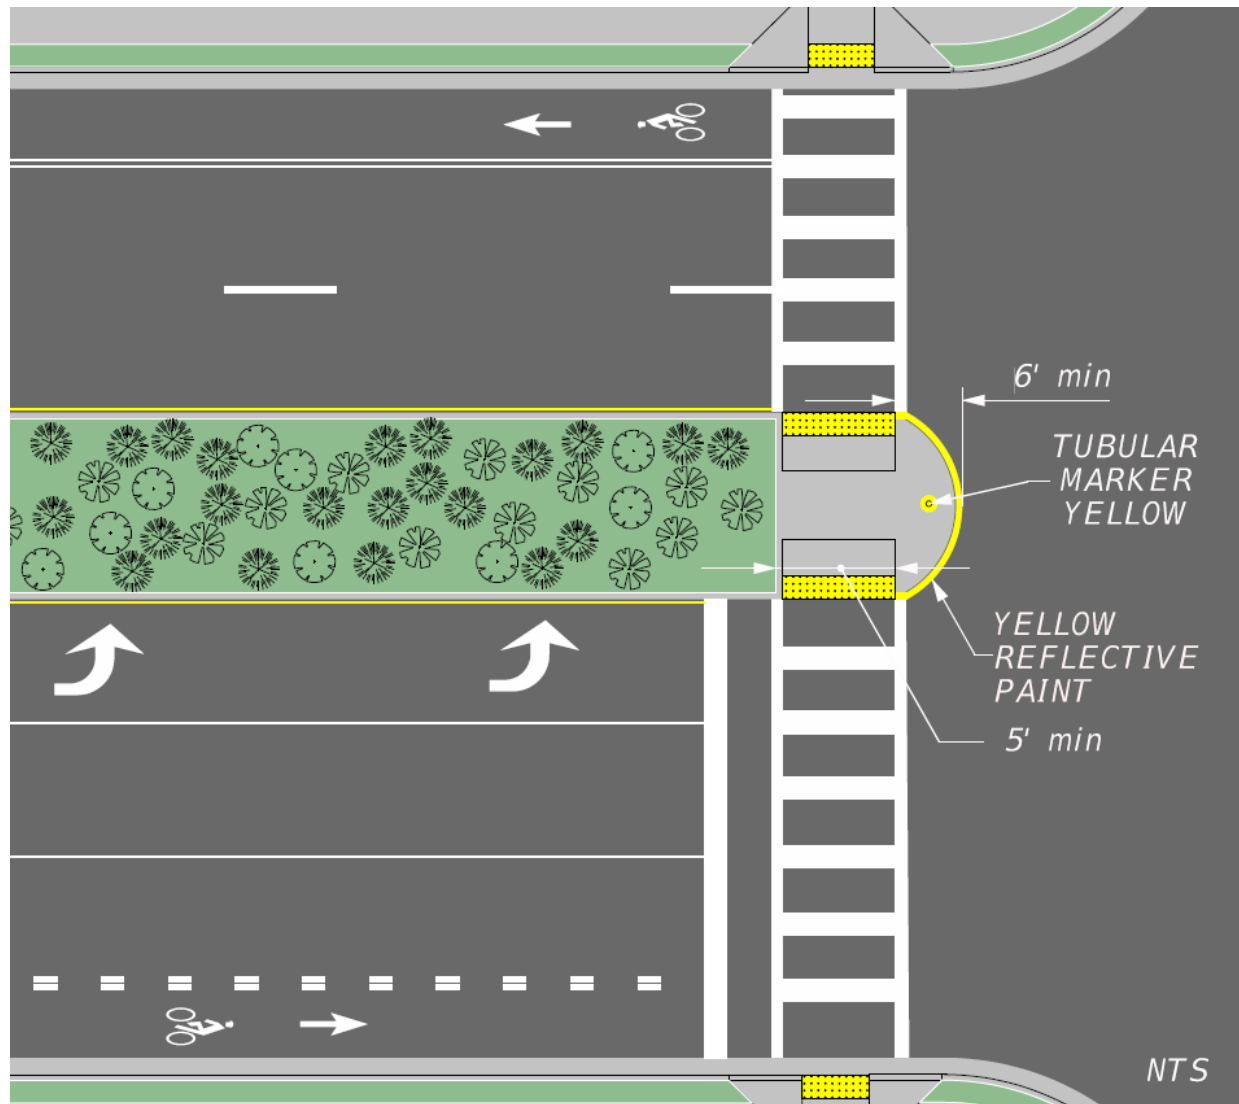 6' min
TUBULAR
MARKER
YELLOW
YELLOW
REFLECTIVE
PAINT
5' min
NTS